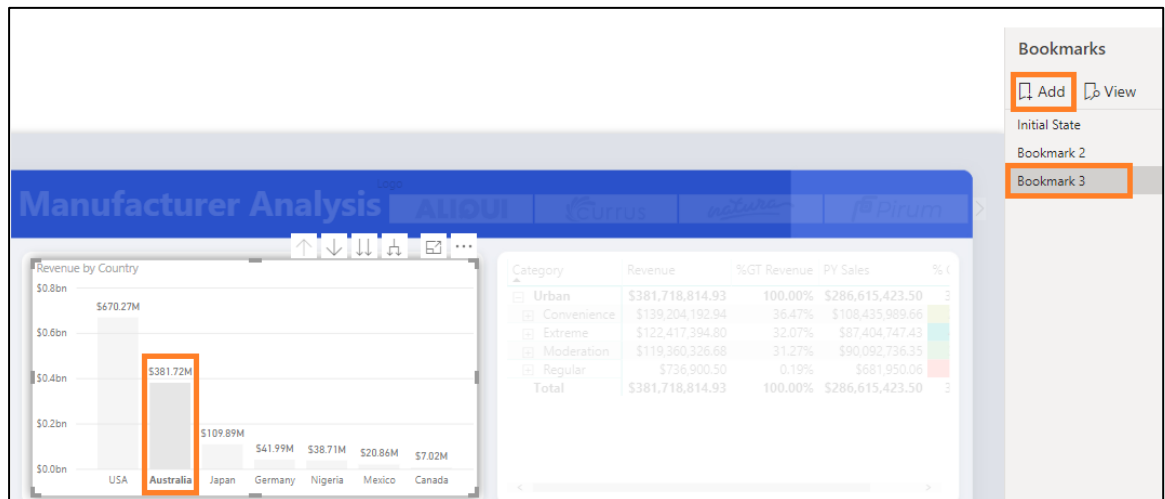 Bookmarks
Add View
Initial State
Bookmark 2
Bookmark 3
Logo
Manufacturer Analysis ALIQUI Currus natura Pirum
Revenue by Country
$0.8bn
$0.6bn
$0.4bn
$0.2bn
$0.0bn
$670.27M
$381.72M
$109.89M
$41.99M
$38.71M
$20.86M
$7.02M
USA Australia Japan Germany Nigeria Mexico Canada
Category Revenue %GT Revenue PY Sales %
Urban $381,718,814.93 100.00% $286,615,423.50
Convenience $139,204,192.94 36.47% $108,435,989.66
Extreme $122,417,394.80 32.07% $87,404,747.43
Moderation $119,360,326.68 31.27% $90,092,736.35
Regular $736,900.50 0.19% $681,950.06
Total $381,718,814.93 100.00% $286,615,423.50